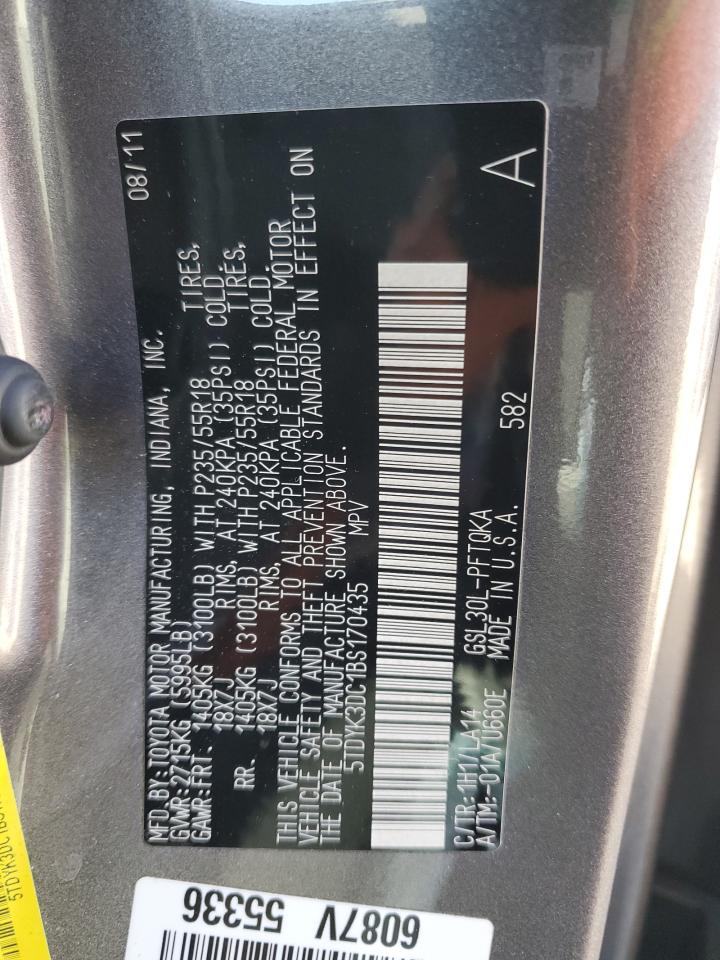 MFD.BY:TOYOTA MOTOR MANUFACTURING, INDIANA, INC. 08/11
GVWR:2715KG (5995LB)
GAWR:FRT. 1405KG (3100LB) WITH P235/55R18 TIRES,
18X7J RIMS, AT 240KPA (35PSI) COLD.
RR. 1405KG (3100LB) WITH P235/55R18 TIRES,
18X7J RIMS, AT 240KPA (35PSI) COLD.
THIS VEHICLE CONFORMS TO ALL APPLICABLE FEDERAL MOTOR
VEHICLE SAFETY AND THEFT PREVENTION STANDARDS IN EFFECT ON
THE DATE OF MANUFACTURE SHOWN ABOVE.
5TDYK3DC1BS170435 MPV
C/TR: 1H1/LA14 GSL30L-PFTQKA
A/TM:-01A/U660E MADE IN U.S.A. 582 A
6087V
55336
5TDYK3DC1BS1